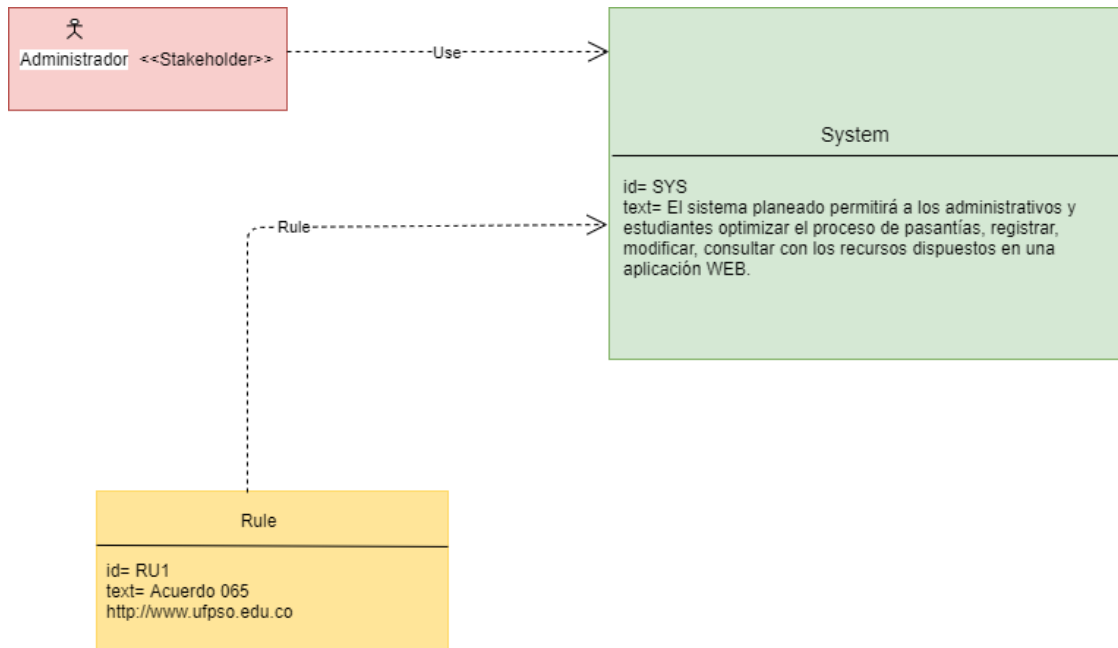 Administrador <<Stakeholder>>
Use
System
id= SYS
text= El sistema planeado permitirá a los administrativos y
estudiantes optimizar el proceso de pasantías, registrar,
modificar, consultar con los recursos dispuestos en una
aplicación WEB.
Rule
Rule
id= RU1
text= Acuerdo 065
http://www.ufpso.edu.co